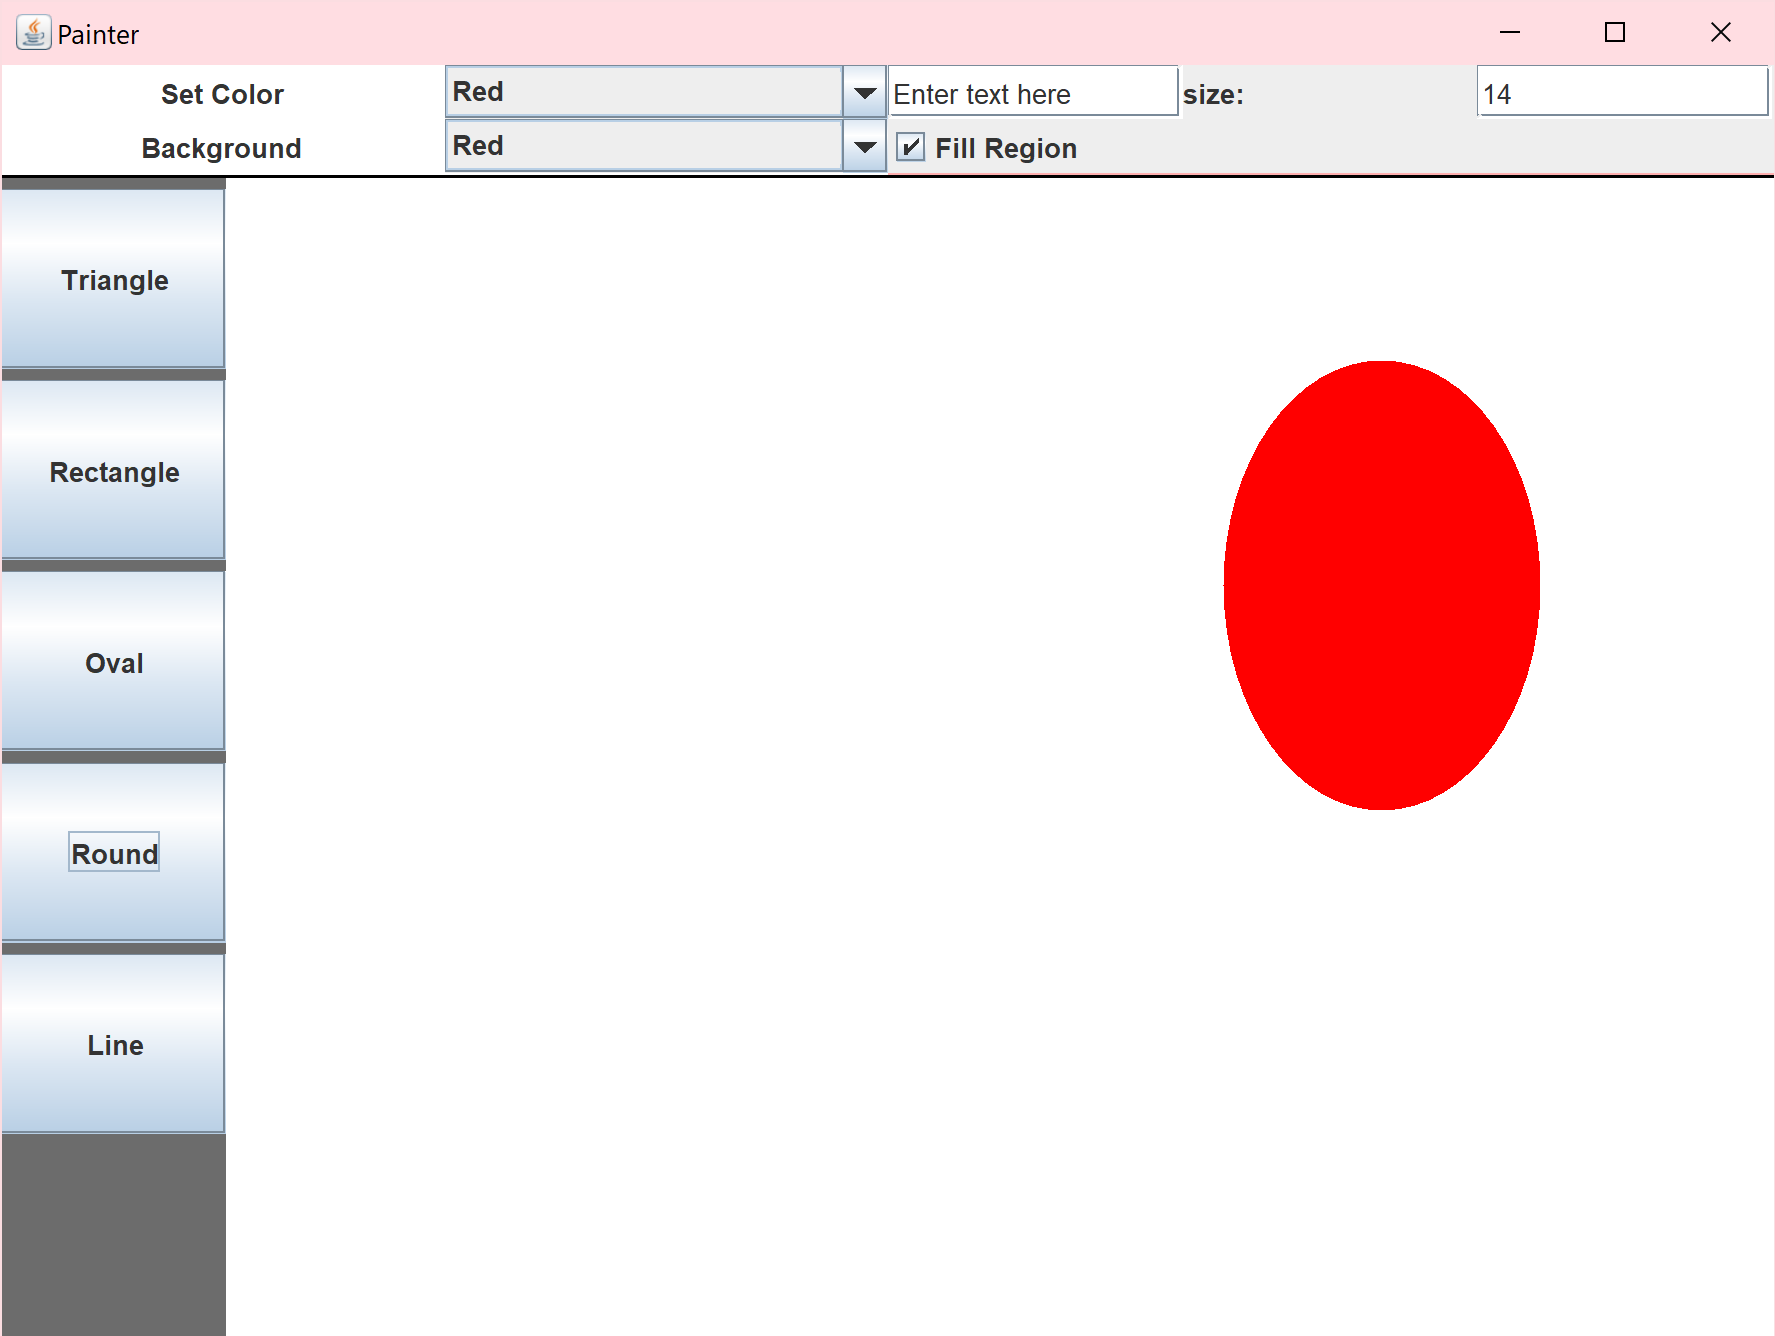 Painter
Set Color Red Enter text here size: 14
Background Red Fill Region
Triangle
Rectangle
Oval
Round
Line